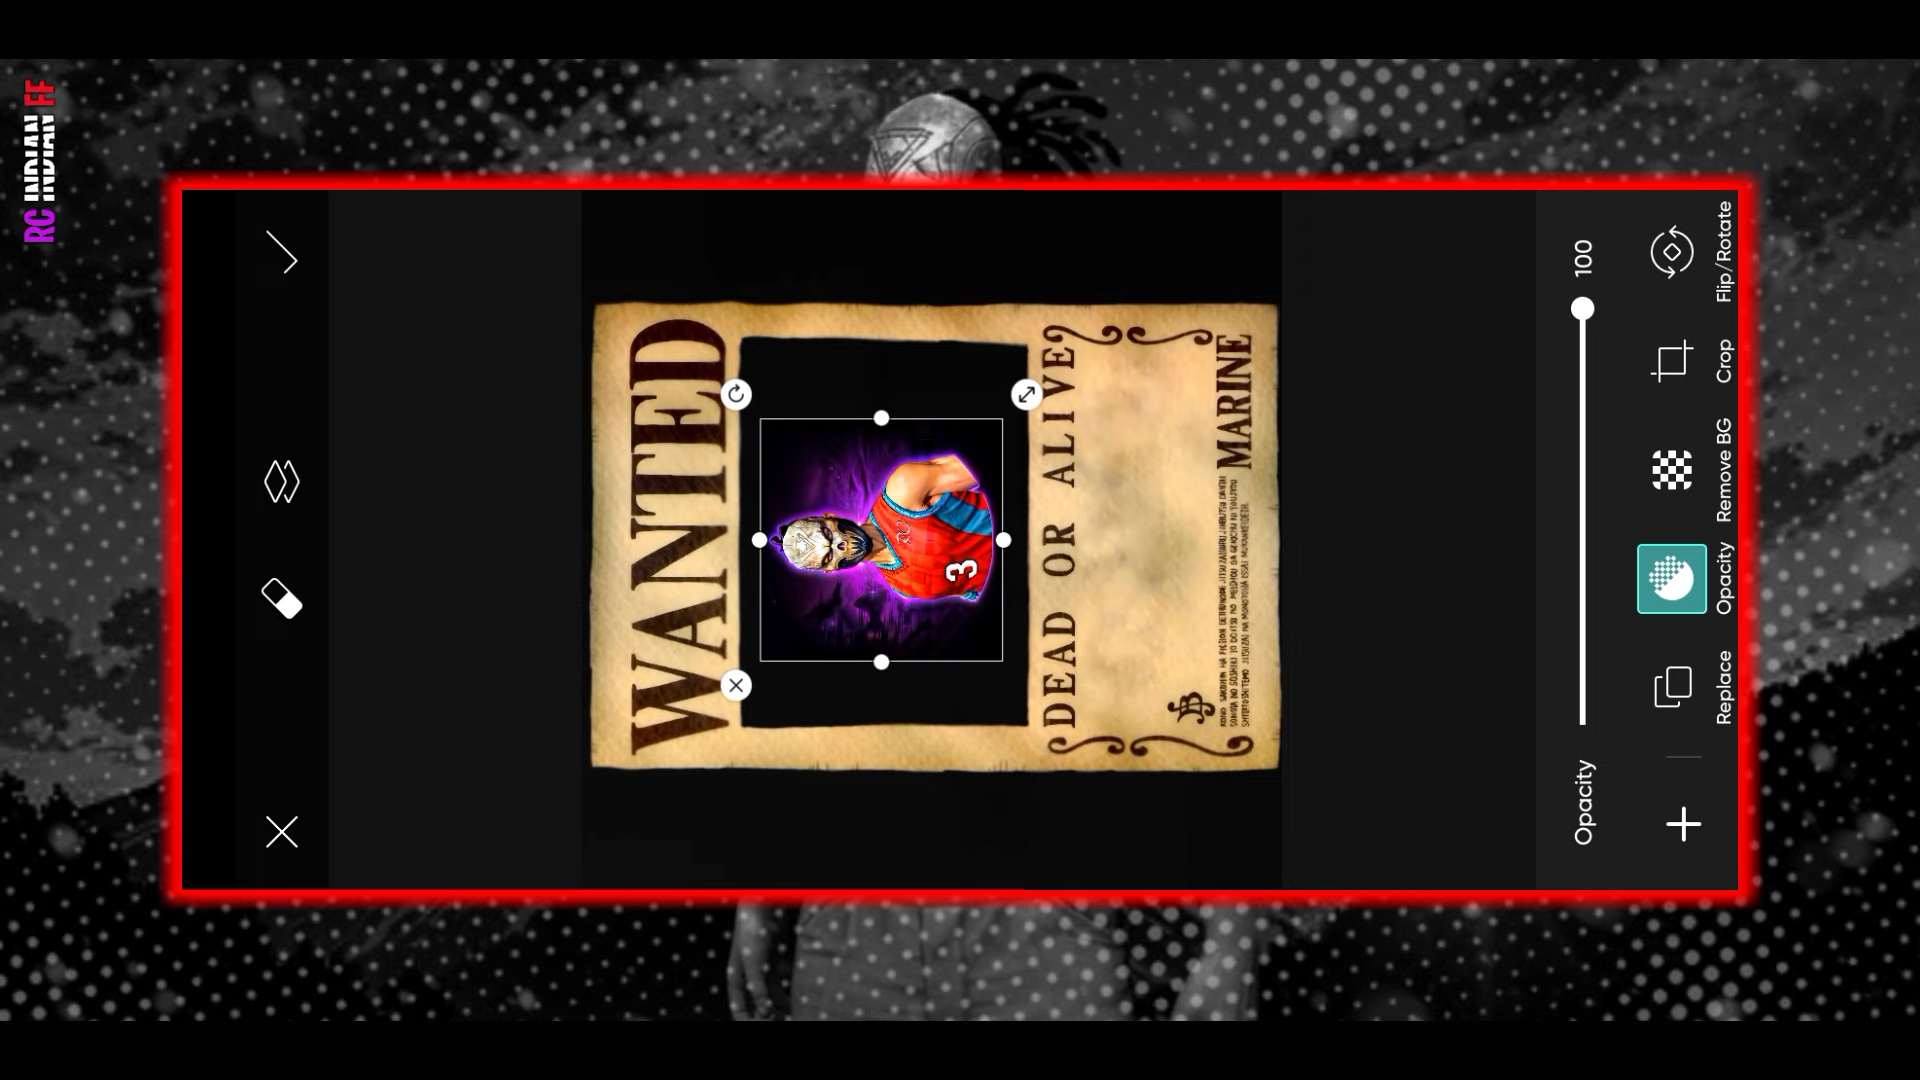 RC INDIAN FF
WANTED
3
DEAD OR ALIVE
MARINE
100
Opacity
Replace
Opacity
Remove BG
Crop
Flip/Rotate